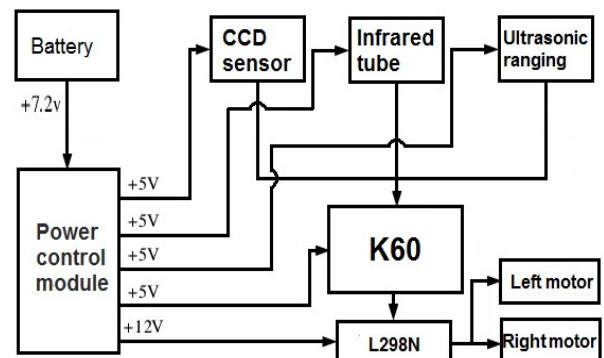 Battery
CCD
sensor
Infrared
tube
Ultrasonic
ranging
+7.2v
+5V
+5V
+5V
+5V
+12V
Power
control
module
K60
L298N
Left motor
Right motor